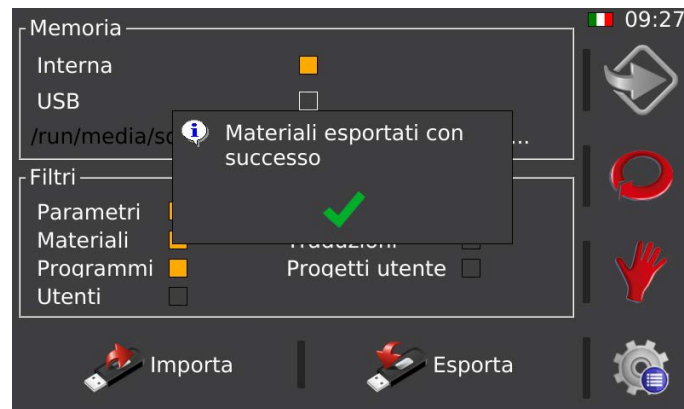 Memoria
09:27
Interna
USB
/run/media/
...
Materiali esportati con
successo
Filtri
Parametri
Materiali
Traduzioni
Programmi
Progetti utente
Utenti
Importa
Esporta